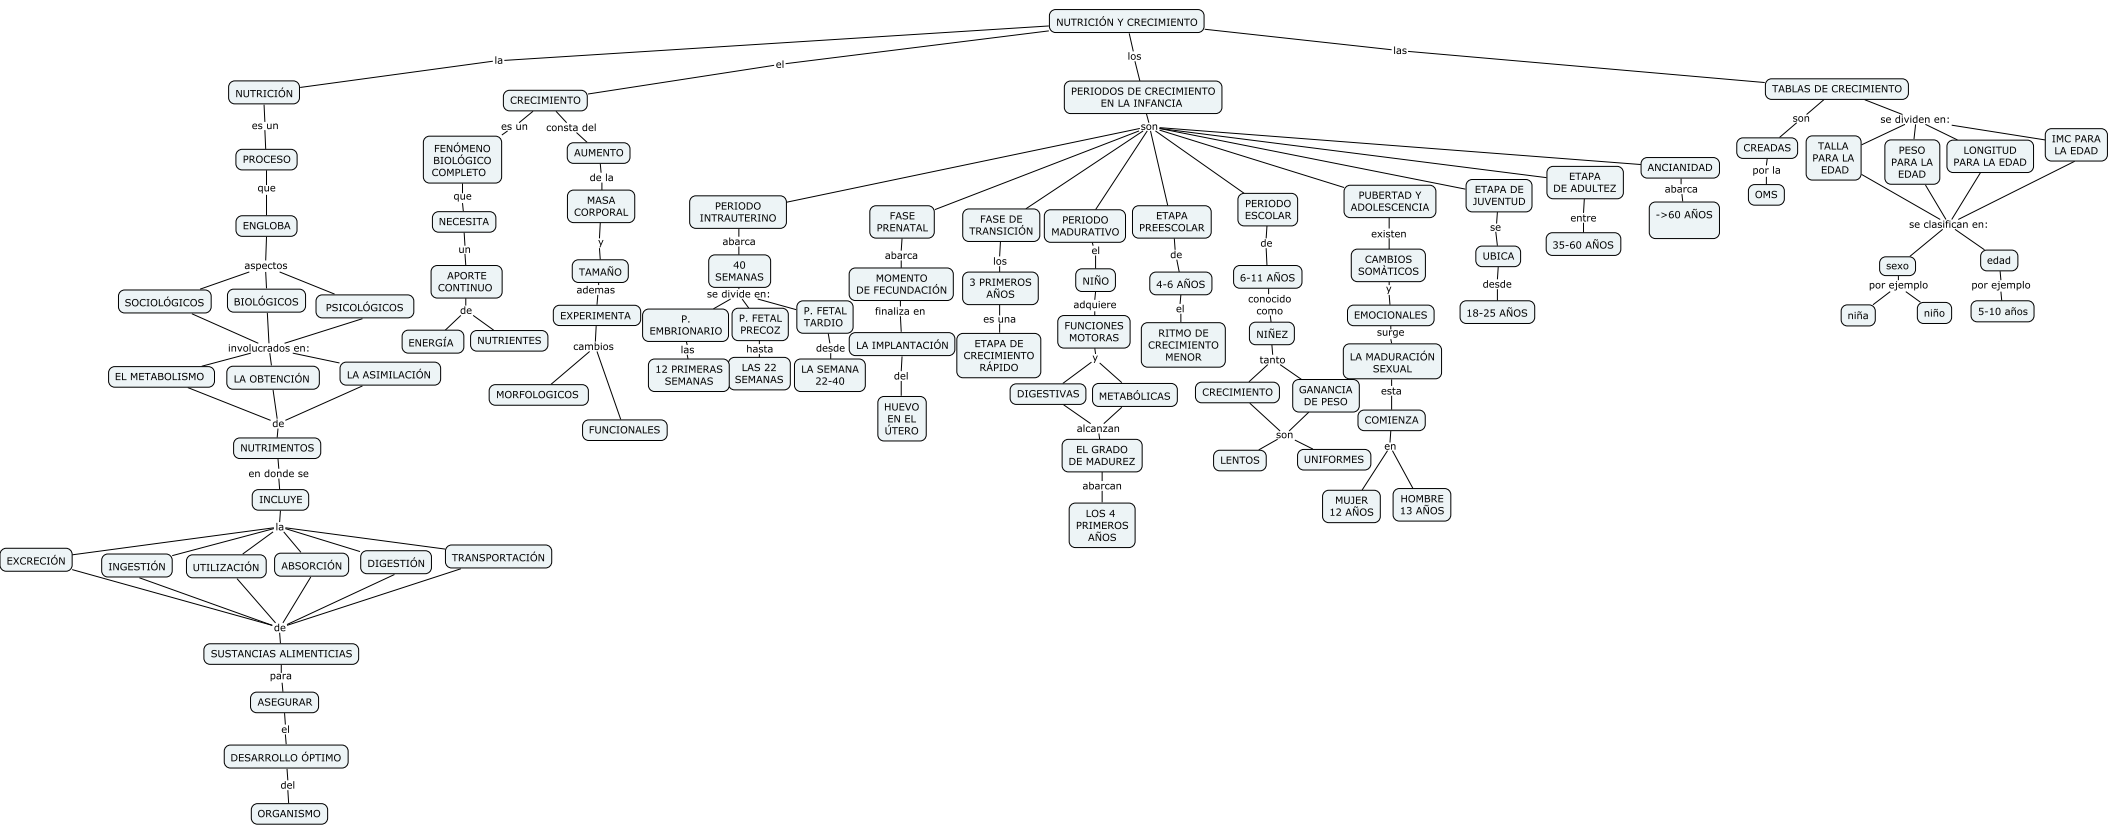 NUTRICIÓN Y CRECIMIENTO
la
NUTRICIÓN
es un
PROCESO
que
ENGLOBA
aspectos
SOCIOLÓGICOS
BIOLÓGICOS
PSICOLÓGICOS
involucrados en:
EL METABOLISMO
LA OBTENCIÓN
LA ASIMILACIÓN
de
NUTRIMENTOS
en donde se
INCLUYE
la
EXCRECIÓN
INGESTIÓN
UTILIZACIÓN
ABSORCIÓN
DIGESTIÓN
TRANSPORTACIÓN
de
SUSTANCIAS ALIMENTICIAS
para
ASEGURAR
el
DESARROLLO ÓPTIMO
del
ORGANISMO
el
CRECIMIENTO
es un
FENÓMENO
BIOLÓGICO
COMPLETO
que
NECESITA
un
APORTE
CONTINUO
de
ENERGÍA
NUTRIENTES
consta del
AUMENTO
de la
MASA
CORPORAL
y
TAMAÑO
ademas
EXPERIMENTA
cambios
MORFOLOGICOS
FUNCIONALES
los
PERIODOS DE CRECIMIENTO
EN LA INFANCIA
son
PERIODO
INTRAUTERINO
abarca
40
SEMANAS
se divide en:
P.
EMBRIONARIO
las
12 PRIMERAS
SEMANAS
P. FETAL
PRECOZ
hasta
LAS 22
SEMANAS
P. FETAL
TARDIO
desde
LA SEMANA
22-40
FASE
PRENATAL
abarca
MOMENTO
DE FECUNDACIÓN
finaliza en
LA IMPLANTACIÓN
del
HUEVO
EN EL
ÚTERO
FASE DE
TRANSICIÓN
los
3 PRIMEROS
AÑOS
es una
ETAPA DE
CRECIMIENTO
RÁPIDO
PERIODO
MADURATIVO
el
NIÑO
adquiere
FUNCIONES
MOTORAS
y
DIGESTIVAS
METABÓLICAS
alcanzan
EL GRADO
DE MADUREZ
abarcan
LOS 4
PRIMEROS
AÑOS
ETAPA
PREESCOLAR
de
4-6 AÑOS
el
RITMO DE
CRECIMIENTO
MENOR
PERIODO
ESCOLAR
de
6-11 AÑOS
conocido
como
NIÑEZ
tanto
CRECIMIENTO
GANANCIA
DE PESO
son
LENTOS
UNIFORMES
PUBERTAD Y
ADOLESCENCIA
existen
CAMBIOS
SOMÀTICOS
y
EMOCIONALES
surge
LA MADURACIÓN
SEXUAL
esta
COMIENZA
en
MUJER
12 AÑOS
HOMBRE
13 AÑOS
ETAPA DE
JUVENTUD
se
UBICA
desde
18-25 AÑOS
ETAPA
DE ADULTEZ
entre
35-60 AÑOS
ANCIANIDAD
abarca
->60 AÑOS
las
TABLAS DE CRECIMIENTO
son
CREADAS
por la
OMS
se dividen en:
TALLA
PARA LA
EDAD
PESO
PARA LA
EDAD
LONGITUD
PARA LA EDAD
IMC PARA
LA EDAD
se clasifican en:
sexo
por ejemplo
niña
niño
edad
por ejemplo
5-10 años